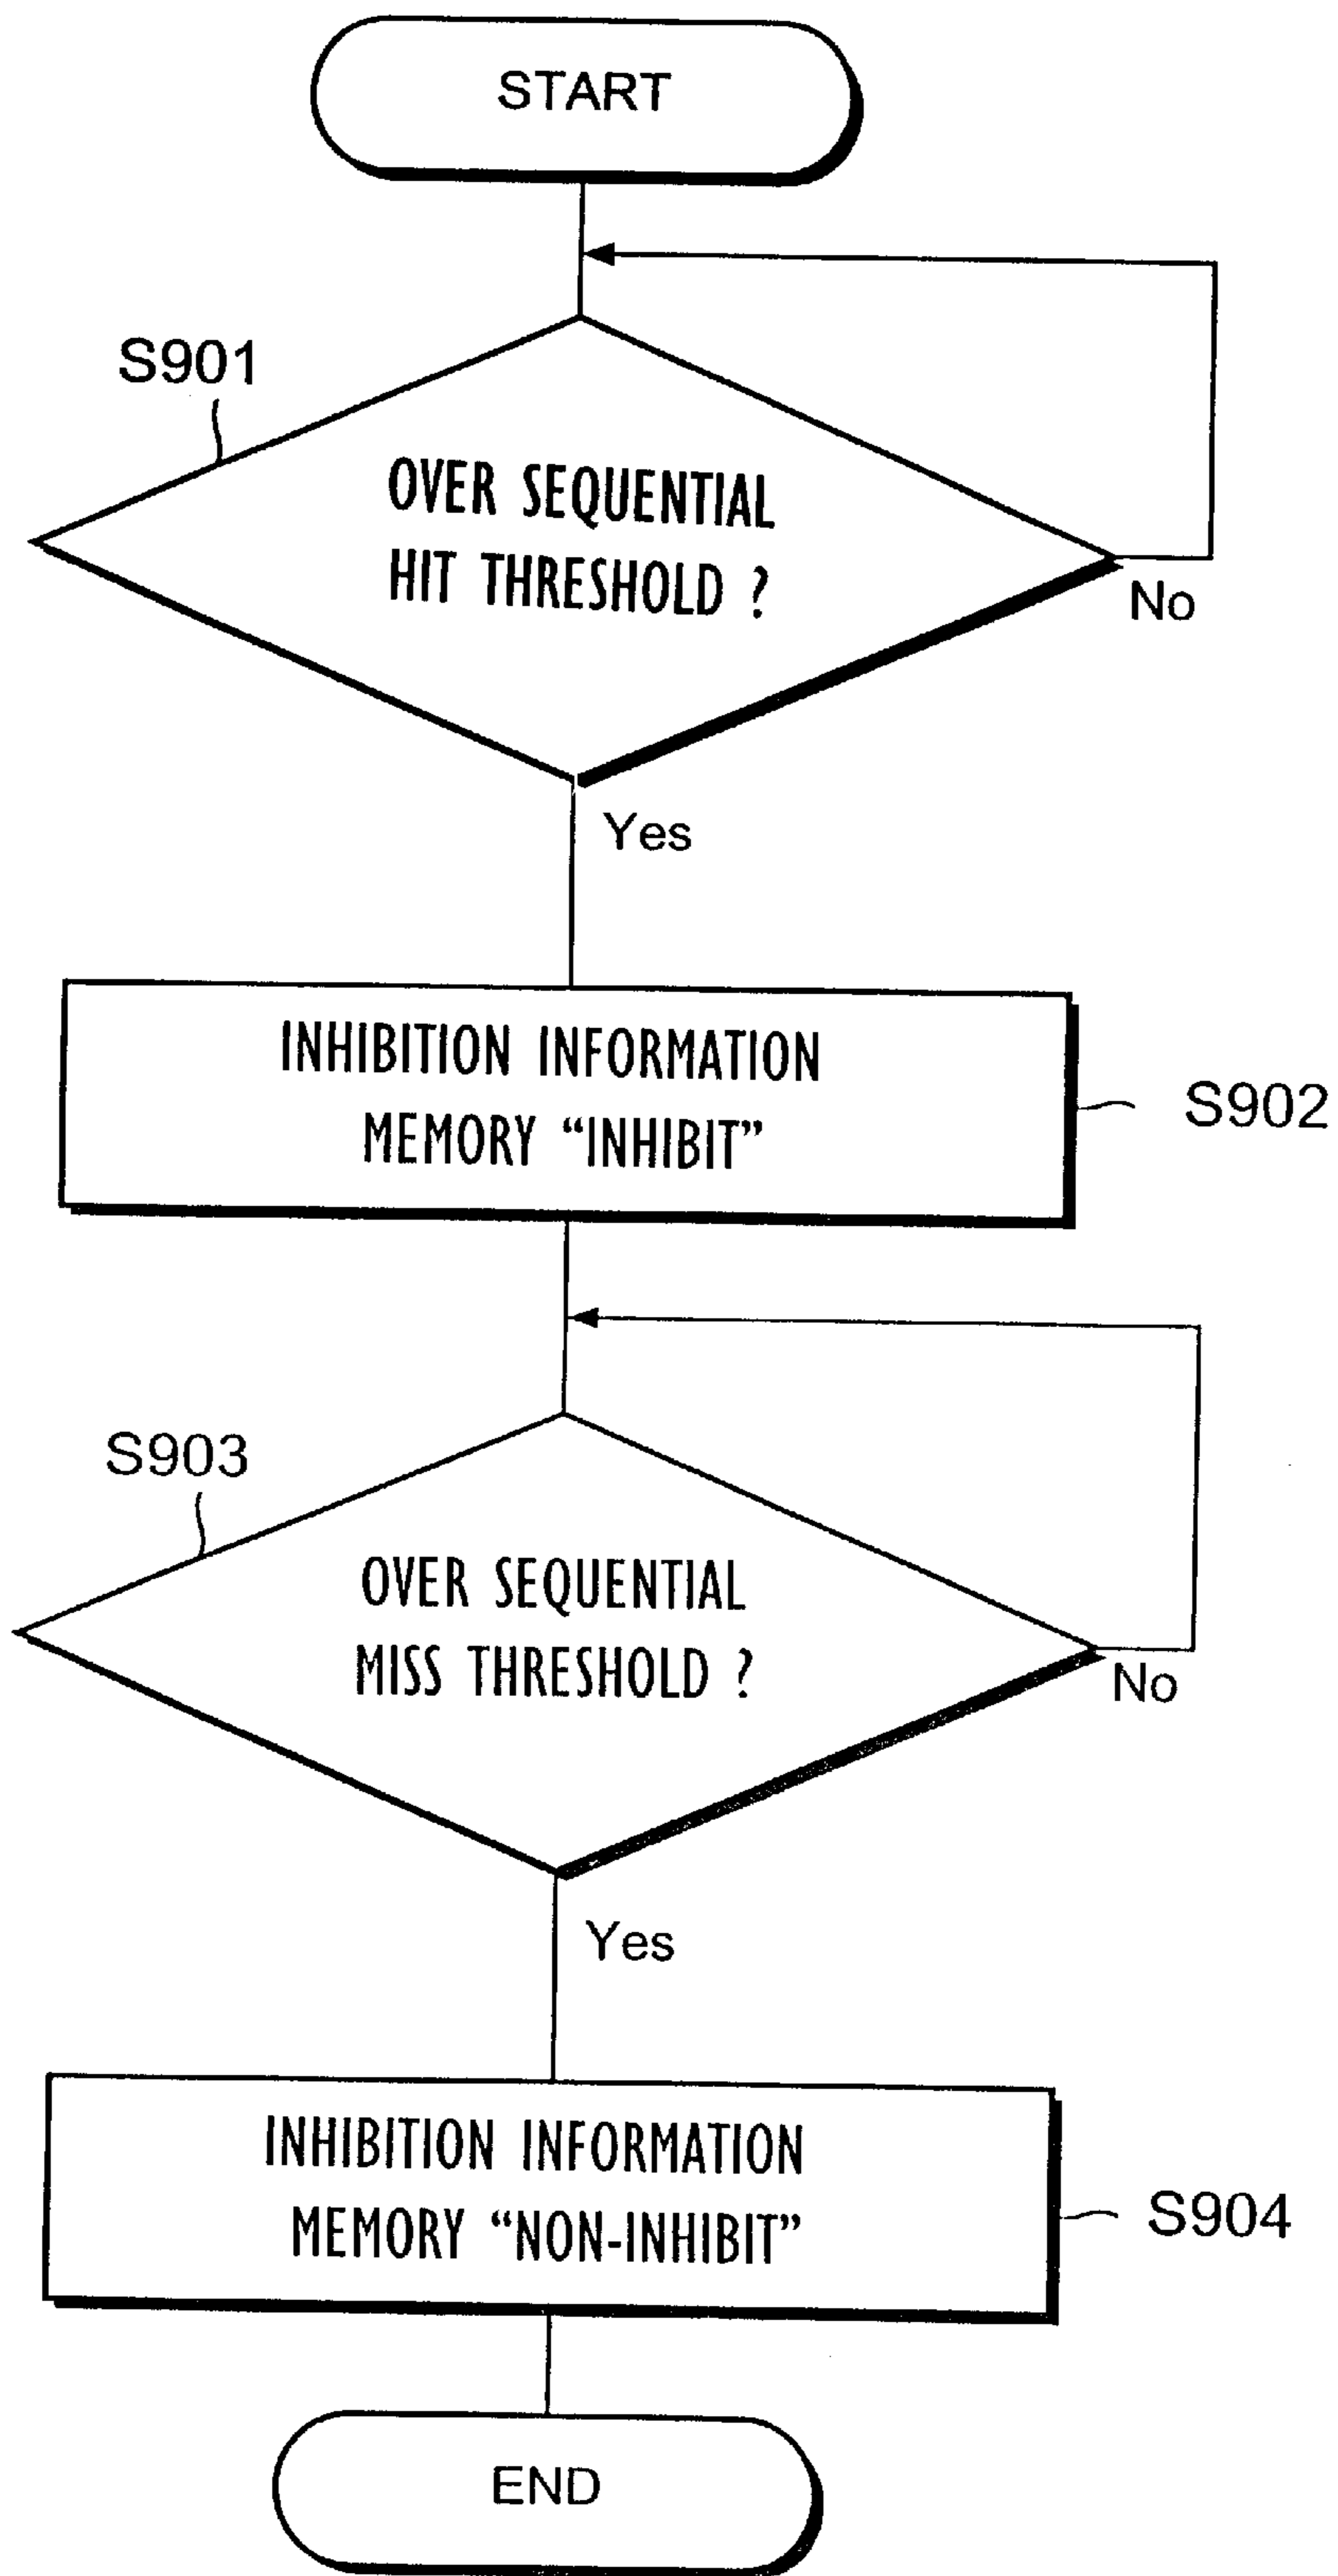 START
S901
OVER SEQUENTIAL
HIT THRESHOLD ?
No
Yes
INHIBITION INFORMATION
MEMORY “INHIBIT”
S902
S903
OVER SEQUENTIAL
MISS THRESHOLD ?
No
Yes
INHIBITION INFORMATION
MEMORY “NON-INHIBIT”
S904
END